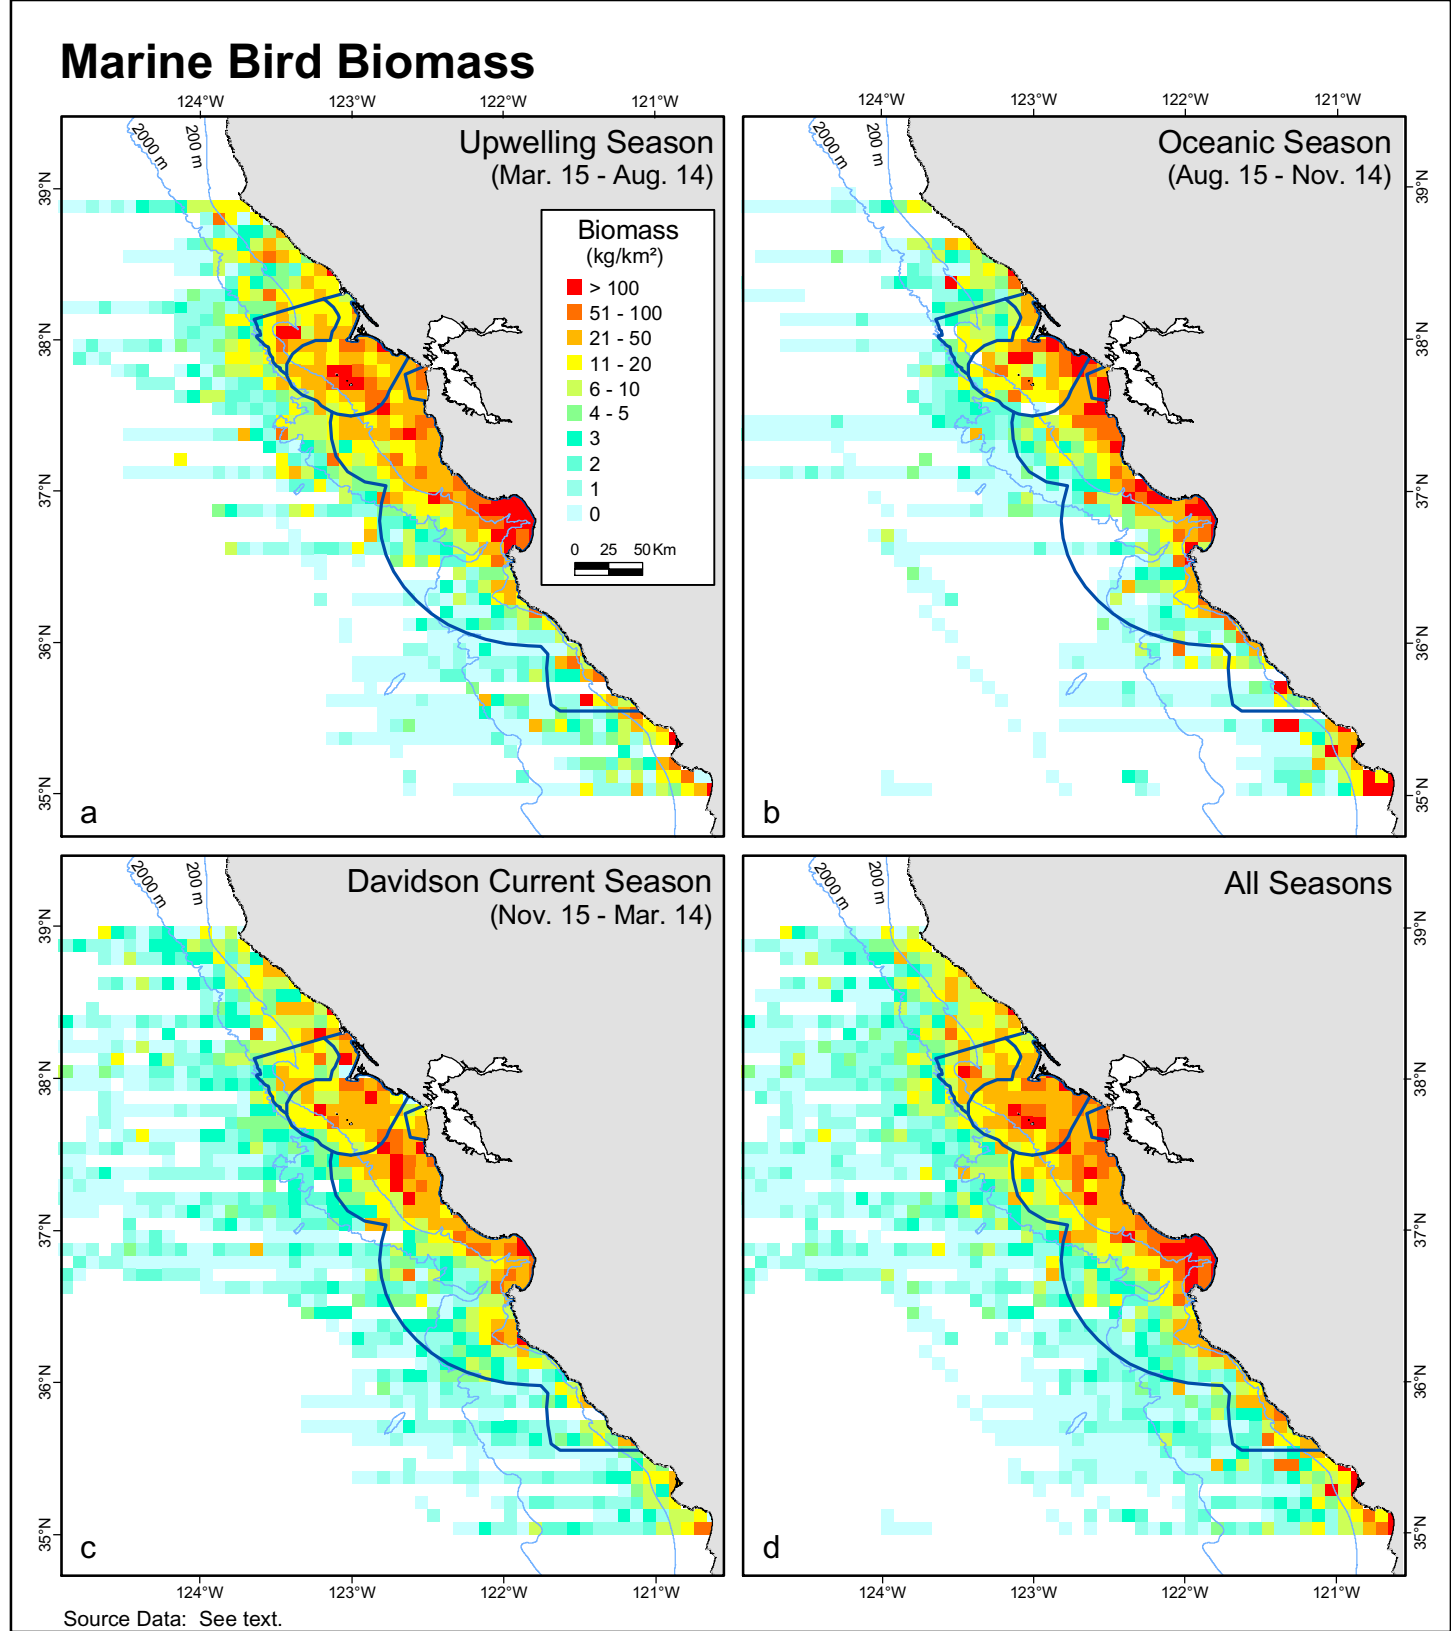 Marine Bird Biomass
124°W 123°W 122°W 121°W
124°W 123°W 122°W 121°W
2000 m
200 m
Upwelling Season
(Mar. 15 - Aug. 14)
39°N
38°N
37°N
36°N
35°N
Biomass
(kg/km²)
> 100
51 - 100
21 - 50
11 - 20
6 - 10
4 - 5
3
2
1
0
0 25 50 Km
a
2000 m
200 m
Oceanic Season
(Aug. 15 - Nov. 14)
39°N
38°N
37°N
36°N
35°N
b
2000 m
200 m
Davidson Current Season
(Nov. 15 - Mar. 14)
39°N
38°N
37°N
36°N
35°N
c
2000 m
200 m
All Seasons
39°N
38°N
37°N
36°N
35°N
d
124°W 123°W 122°W 121°W
124°W 123°W 122°W 121°W
Source Data: See text.